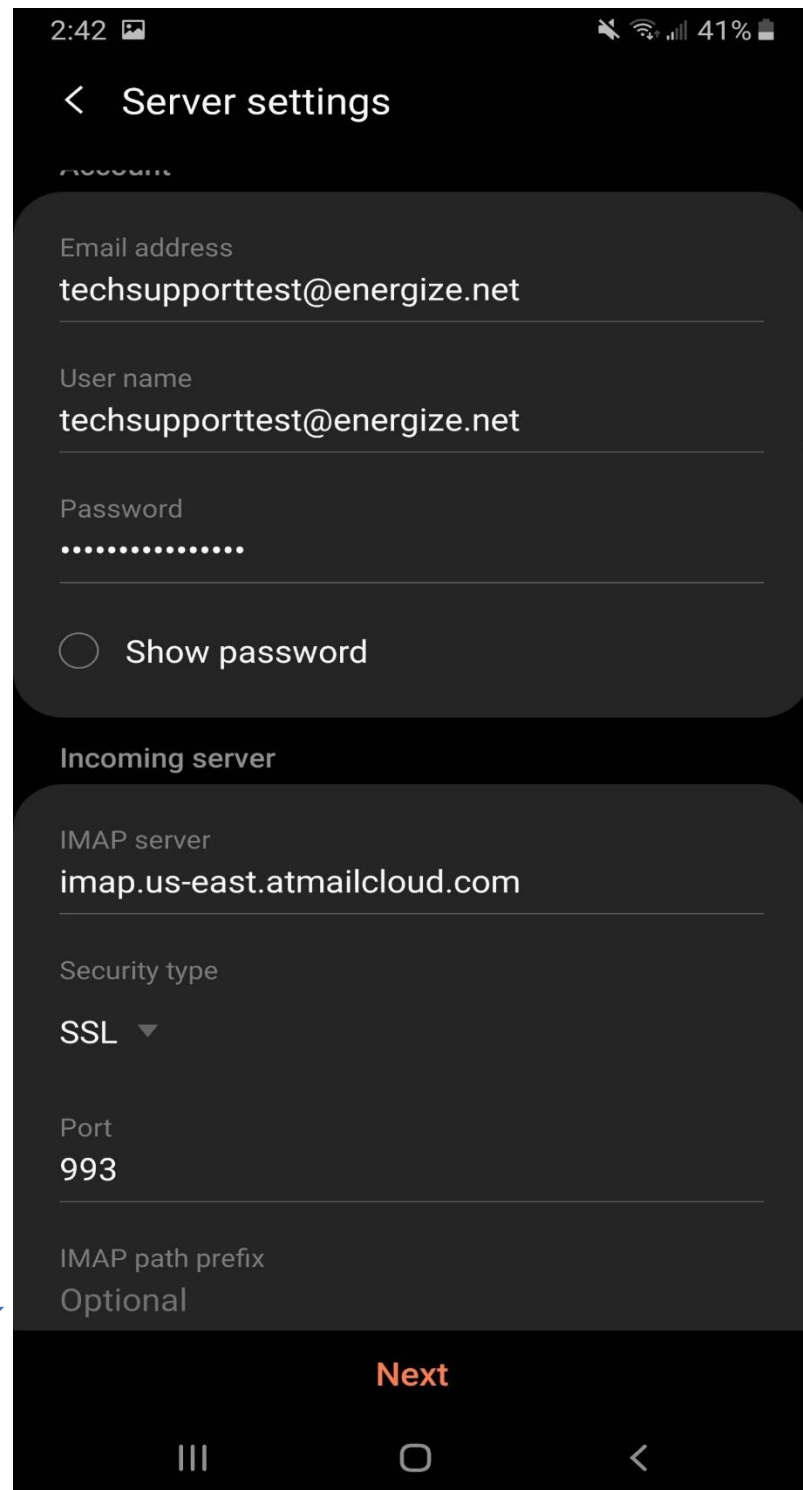 2:42 41%
Server settings
Account
Email address
techsupporttest@energize.net
User name
techsupporttest@energize.net
Password
••••••••••••••••
Show password
Incoming server
IMAP server
imap.us-east.atmailcloud.com
Security type
SSL
Port
993
IMAP path prefix
Optional
Next